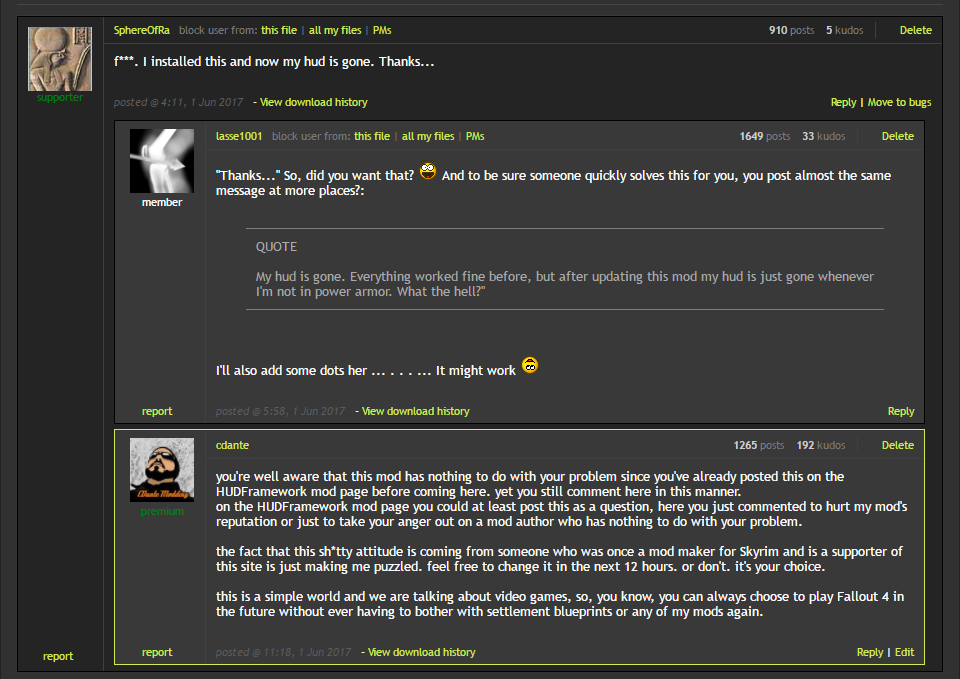 SphereOfRa block user from: this file | all my files | PMs 910 posts 5 kudos Delete
f***. I installed this and now my hud is gone. Thanks...
supporter
posted @ 4:11, 1 Jun 2017 - View download history Reply | Move to bugs
lasse1001 block user from: this file | all my files | PMs 1649 posts 33 kudos Delete
"Thanks..." So, did you want that? And to be sure someone quickly solves this for you, you post almost the same
message at more places?:
member
QUOTE
My hud is gone. Everything worked fine before, but after updating this mod my hud is just gone whenever
I'm not in power armor. What the hell?"
I'll also add some dots her ... . . . ... It might work
report posted @ 5:58, 1 Jun 2017 - View download history Reply
cdante 1265 posts 192 kudos Delete
you're well aware that this mod has nothing to do with your problem since you've already posted this on the
HUDFramework mod page before coming here. yet you still comment here in this manner.
on the HUDFramework mod page you could at least post this as a question, here you just commented to hurt my mod's
reputation or just to take your anger out on a mod author who has nothing to do with your problem.
Cdante Modding
premium
the fact that this sh*tty attitude is coming from someone who was once a mod maker for Skyrim and is a supporter of
this site is just making me puzzled. feel free to change it in the next 12 hours. or don't. it's your choice.
this is a simple world and we are talking about video games, so, you know, you can always choose to play Fallout 4 in
the future without ever having to bother with settlement blueprints or any of my mods again.
report posted @ 11:18, 1 Jun 2017 - View download history Reply | Edit
report